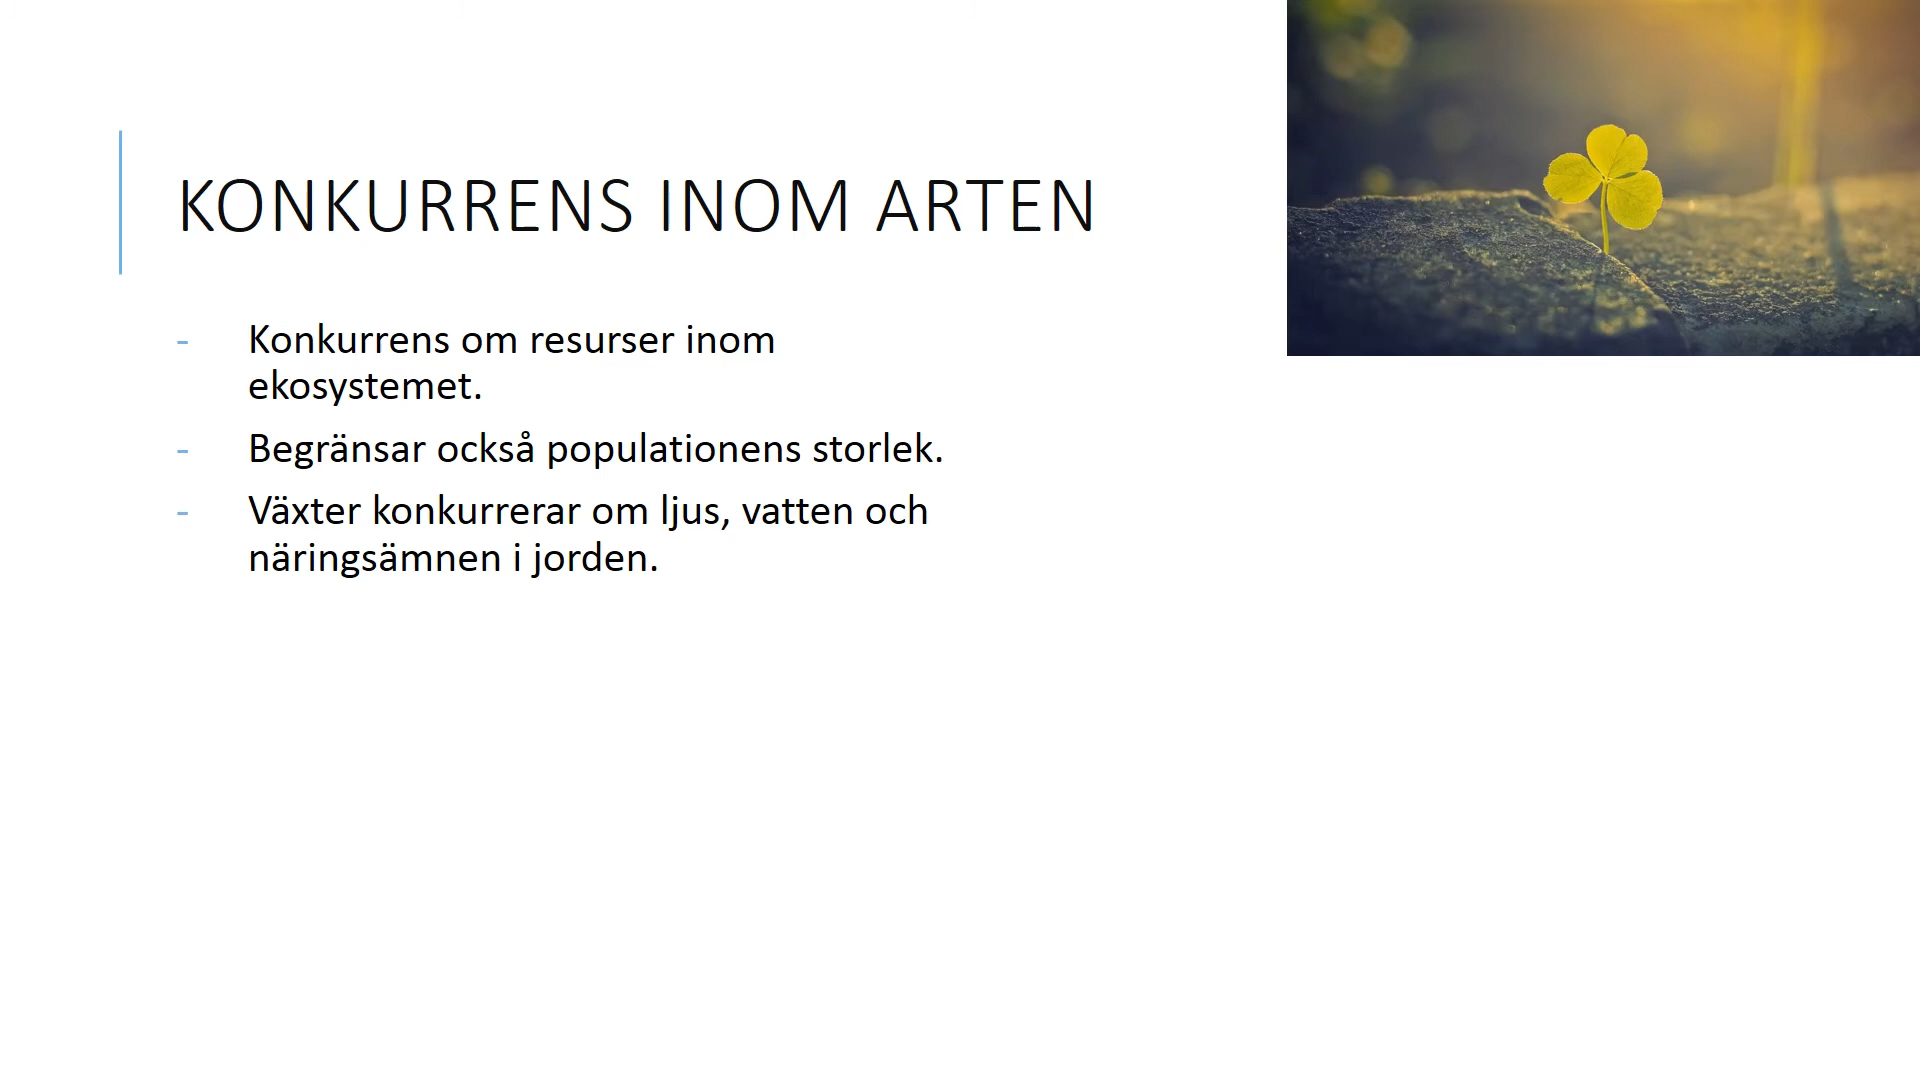 KONKURRENS INOM ARTEN
- Konkurrens om resurser inom
ekosystemet.
- Begränsar också populationens storlek.
- Växter konkurrerar om ljus, vatten och
näringsämnen i jorden.